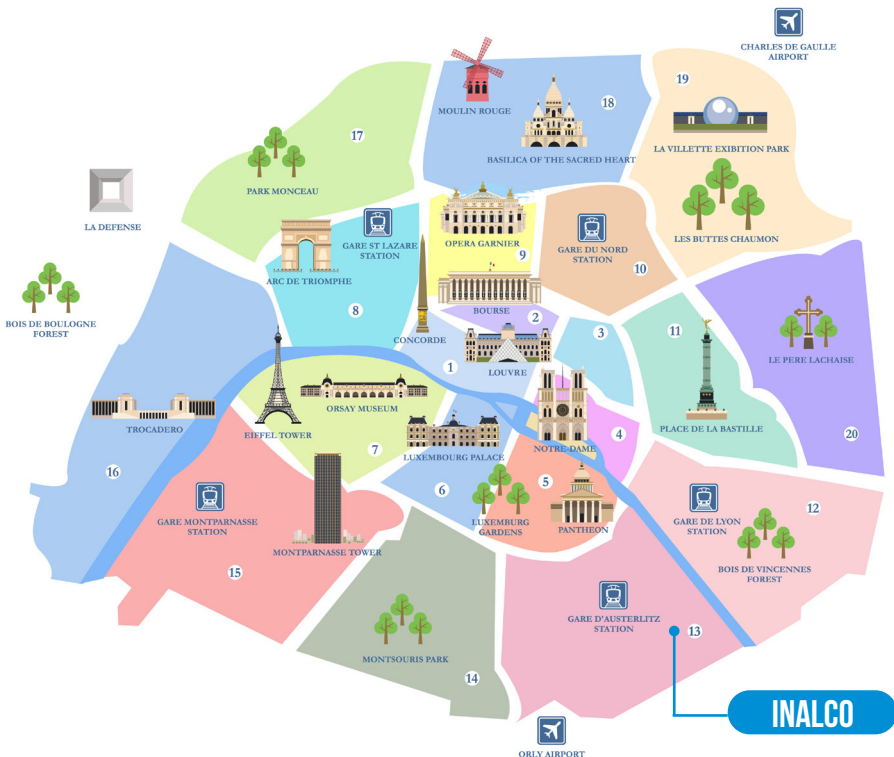 CHARLES DE GAULLE
AIRPORT
19
MOULIN ROUGE
18
BASILICA OF THE SACRED HEART
LA VILLETTE EXIBITION PARK
17
PARK MONCEAU
LA DEFENSE
GARE ST LAZARE
STATION
OPERA GARNIER
9
GARE DU NORD
STATION
10
LES BUTTES CHAUMON
ARC DE TRIOMPHE
8
BOURSE
2
3
11
BOIS DE BOULOGNE
FOREST
CONCORDE
1
LOUVRE
LE PERE LACHAISE
TROCADERO
EIFFEL TOWER
ORSAY MUSEUM
7
LUXEMBOURG PALACE
NOTRE-DAME
4
PLACE DE LA BASTILLE
20
16
6
5
12
GARE MONTPARNASSE
STATION
MONTPARNASSE TOWER
LUXEMBURG
GARDENS
PANTHEON
GARE DE LYON
STATION
BOIS DE VINCENNES
FOREST
15
GARE D'AUSTERLITZ
STATION
13
MONTSOURIS PARK
14
INALCO
ORLY AIRPORT